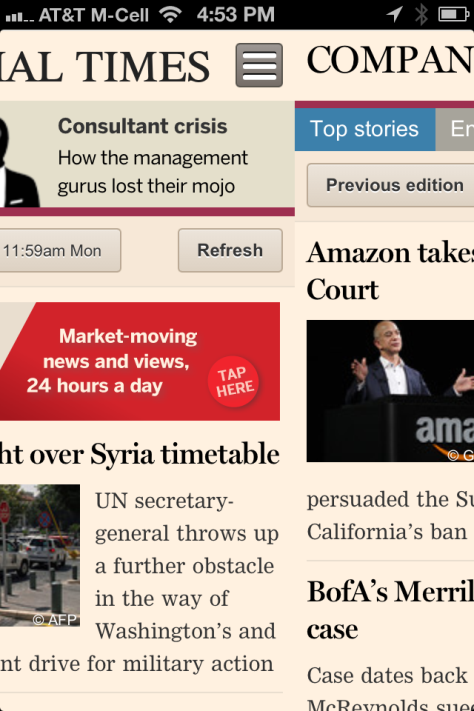 AT&T M-Cell 4:53 PM
IAL TIMES
Consultant crisis
How the management
gurus lost their mojo
11:59am Mon
Refresh
Market-moving
news and views,
24 hours a day
TAP
HERE
ht over Syria timetable
UN secretary-
general throws up
a further obstacle
in the way of
Washington's and
nt drive for military action
© AFP
COMPAN
Top stories
En
Previous edition
Amazon takes
Court
ama
© G
persuaded the Su
California's ban
BofA's Merril
case
Case dates back
McReynolds sued